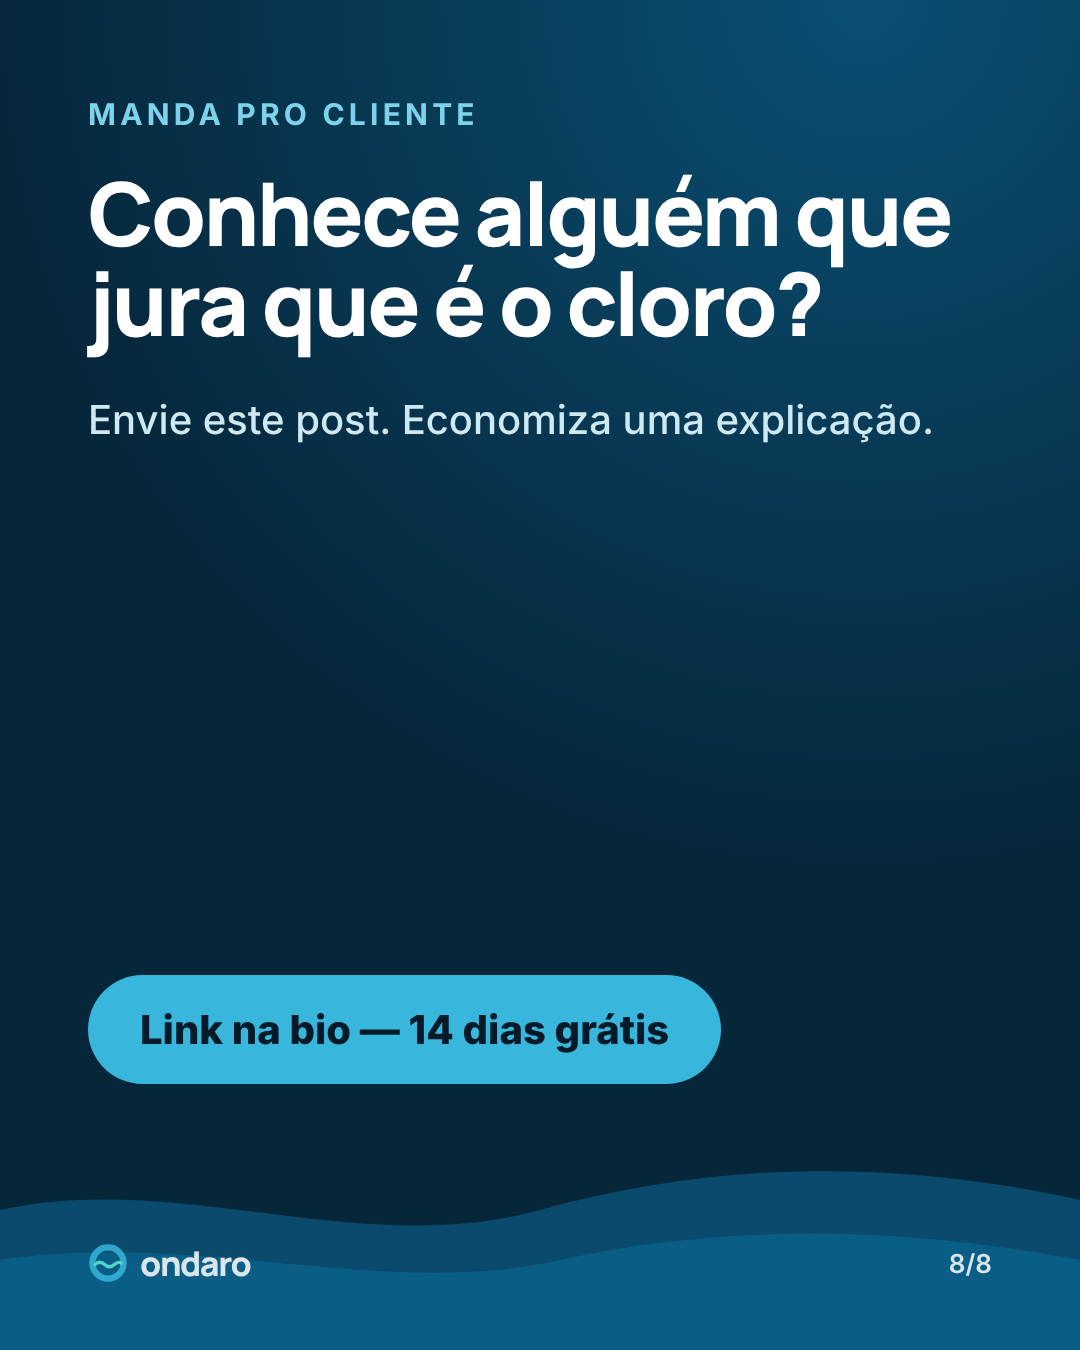 MANDA PRO CLIENTE
Conhece alguém que
jura que é o cloro?
Envie este post. Economiza uma explicação.
Link na bio — 14 dias grátis
ondaro
8/8